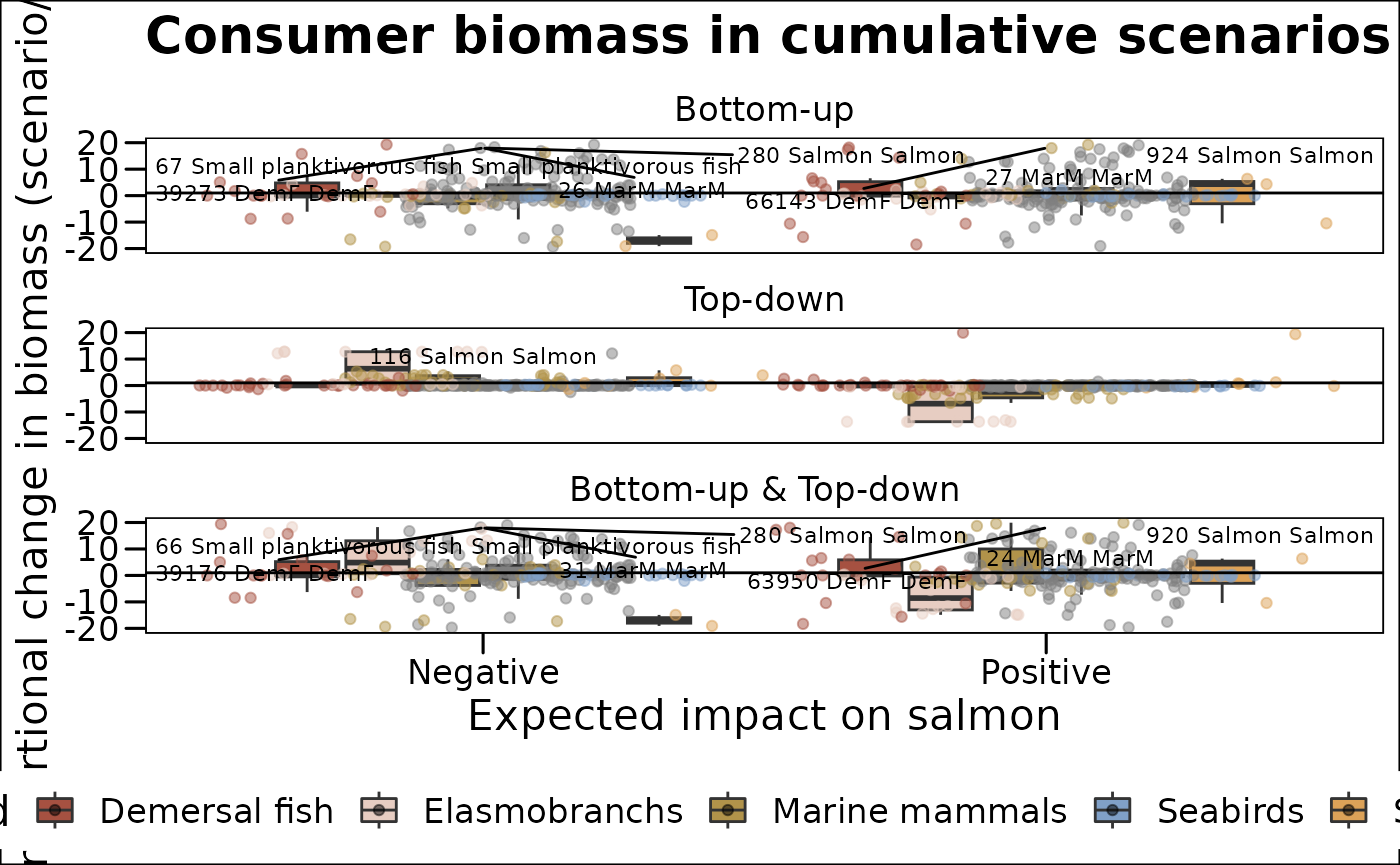 Consumer biomass in cumulative scenarios
rtional change in biomass (scenario/
Bottom-up
20
10
0
-10
-20
67 Small planktivorous fish Small planktivorous fish
39273 DemF DemF
26 MarM MarM
280 Salmon Salmon
66143 DemF DemF
27 MarM MarM
924 Salmon Salmon
Top-down
20
10
0
-10
-20
116 Salmon Salmon
Bottom-up & Top-down
20
10
0
-10
-20
66 Small planktivorous fish Small planktivorous fish
39176 DemF DemF
31 MarM MarM
280 Salmon Salmon
63950 DemF DemF
24 MarM MarM
920 Salmon Salmon
Negative Positive
Expected impact on salmon
Demersal fish Elasmobranchs Marine mammals Seabirds